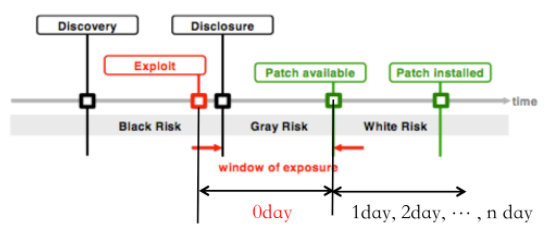 Discovery
Disclosure
Exploit
Patch available
Patch installed
time
Black Risk
Gray Risk
White Risk
window of exposure
0day
1day, 2day, ⋯ , n day